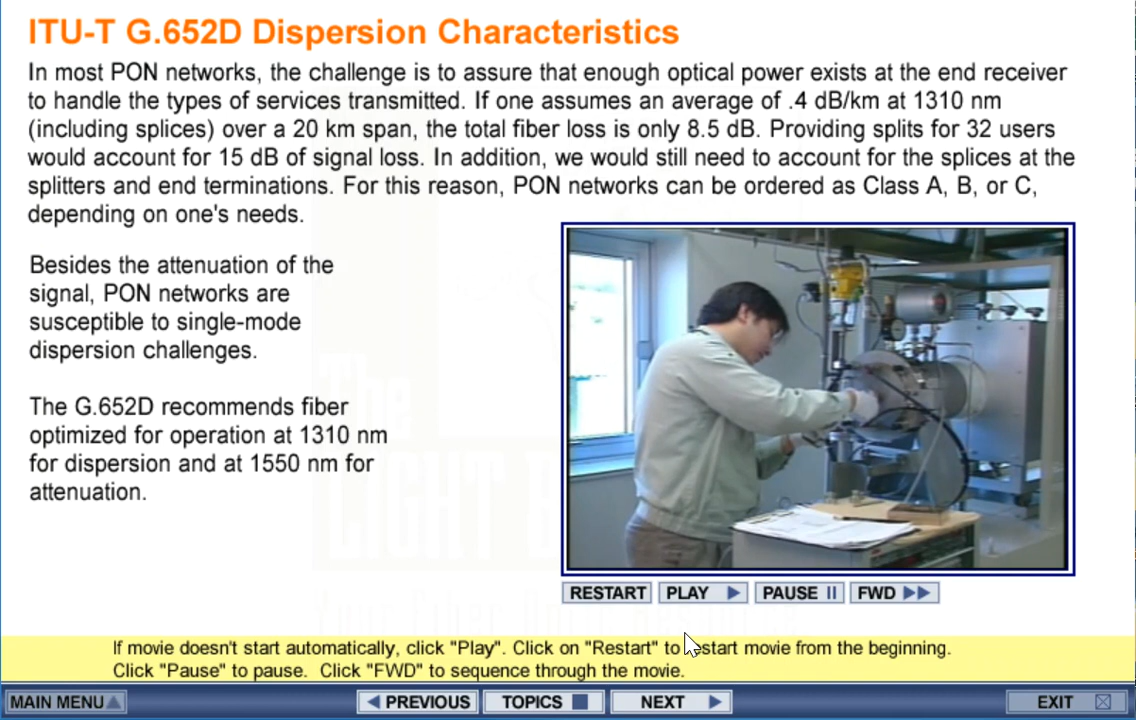 ITU-T G.652D Dispersion Characteristics
In most PON networks, the challenge is to assure that enough optical power exists at the end receiver
to handle the types of services transmitted. If one assumes an average of .4 dB/km at 1310 nm
(including splices) over a 20 km span, the total fiber loss is only 8.5 dB. Providing splits for 32 users
would account for 15 dB of signal loss. In addition, we would still need to account for the splices at the
splitters and end terminations. For this reason, PON networks can be ordered as Class A, B, or C,
depending on one's needs.
Besides the attenuation of the
signal, PON networks are
susceptible to single-mode
dispersion challenges.
The G.652D recommends fiber
optimized for operation at 1310 nm
for dispersion and at 1550 nm for
attenuation.
The
LIGHT
RESTART PLAY PAUSE FWD
If movie doesn't start automatically, click "Play". Click on "Restart" to restart movie from the beginning.
Click "Pause" to pause. Click "FWD" to sequence through the movie.
MAIN MENU PREVIOUS TOPICS NEXT EXIT